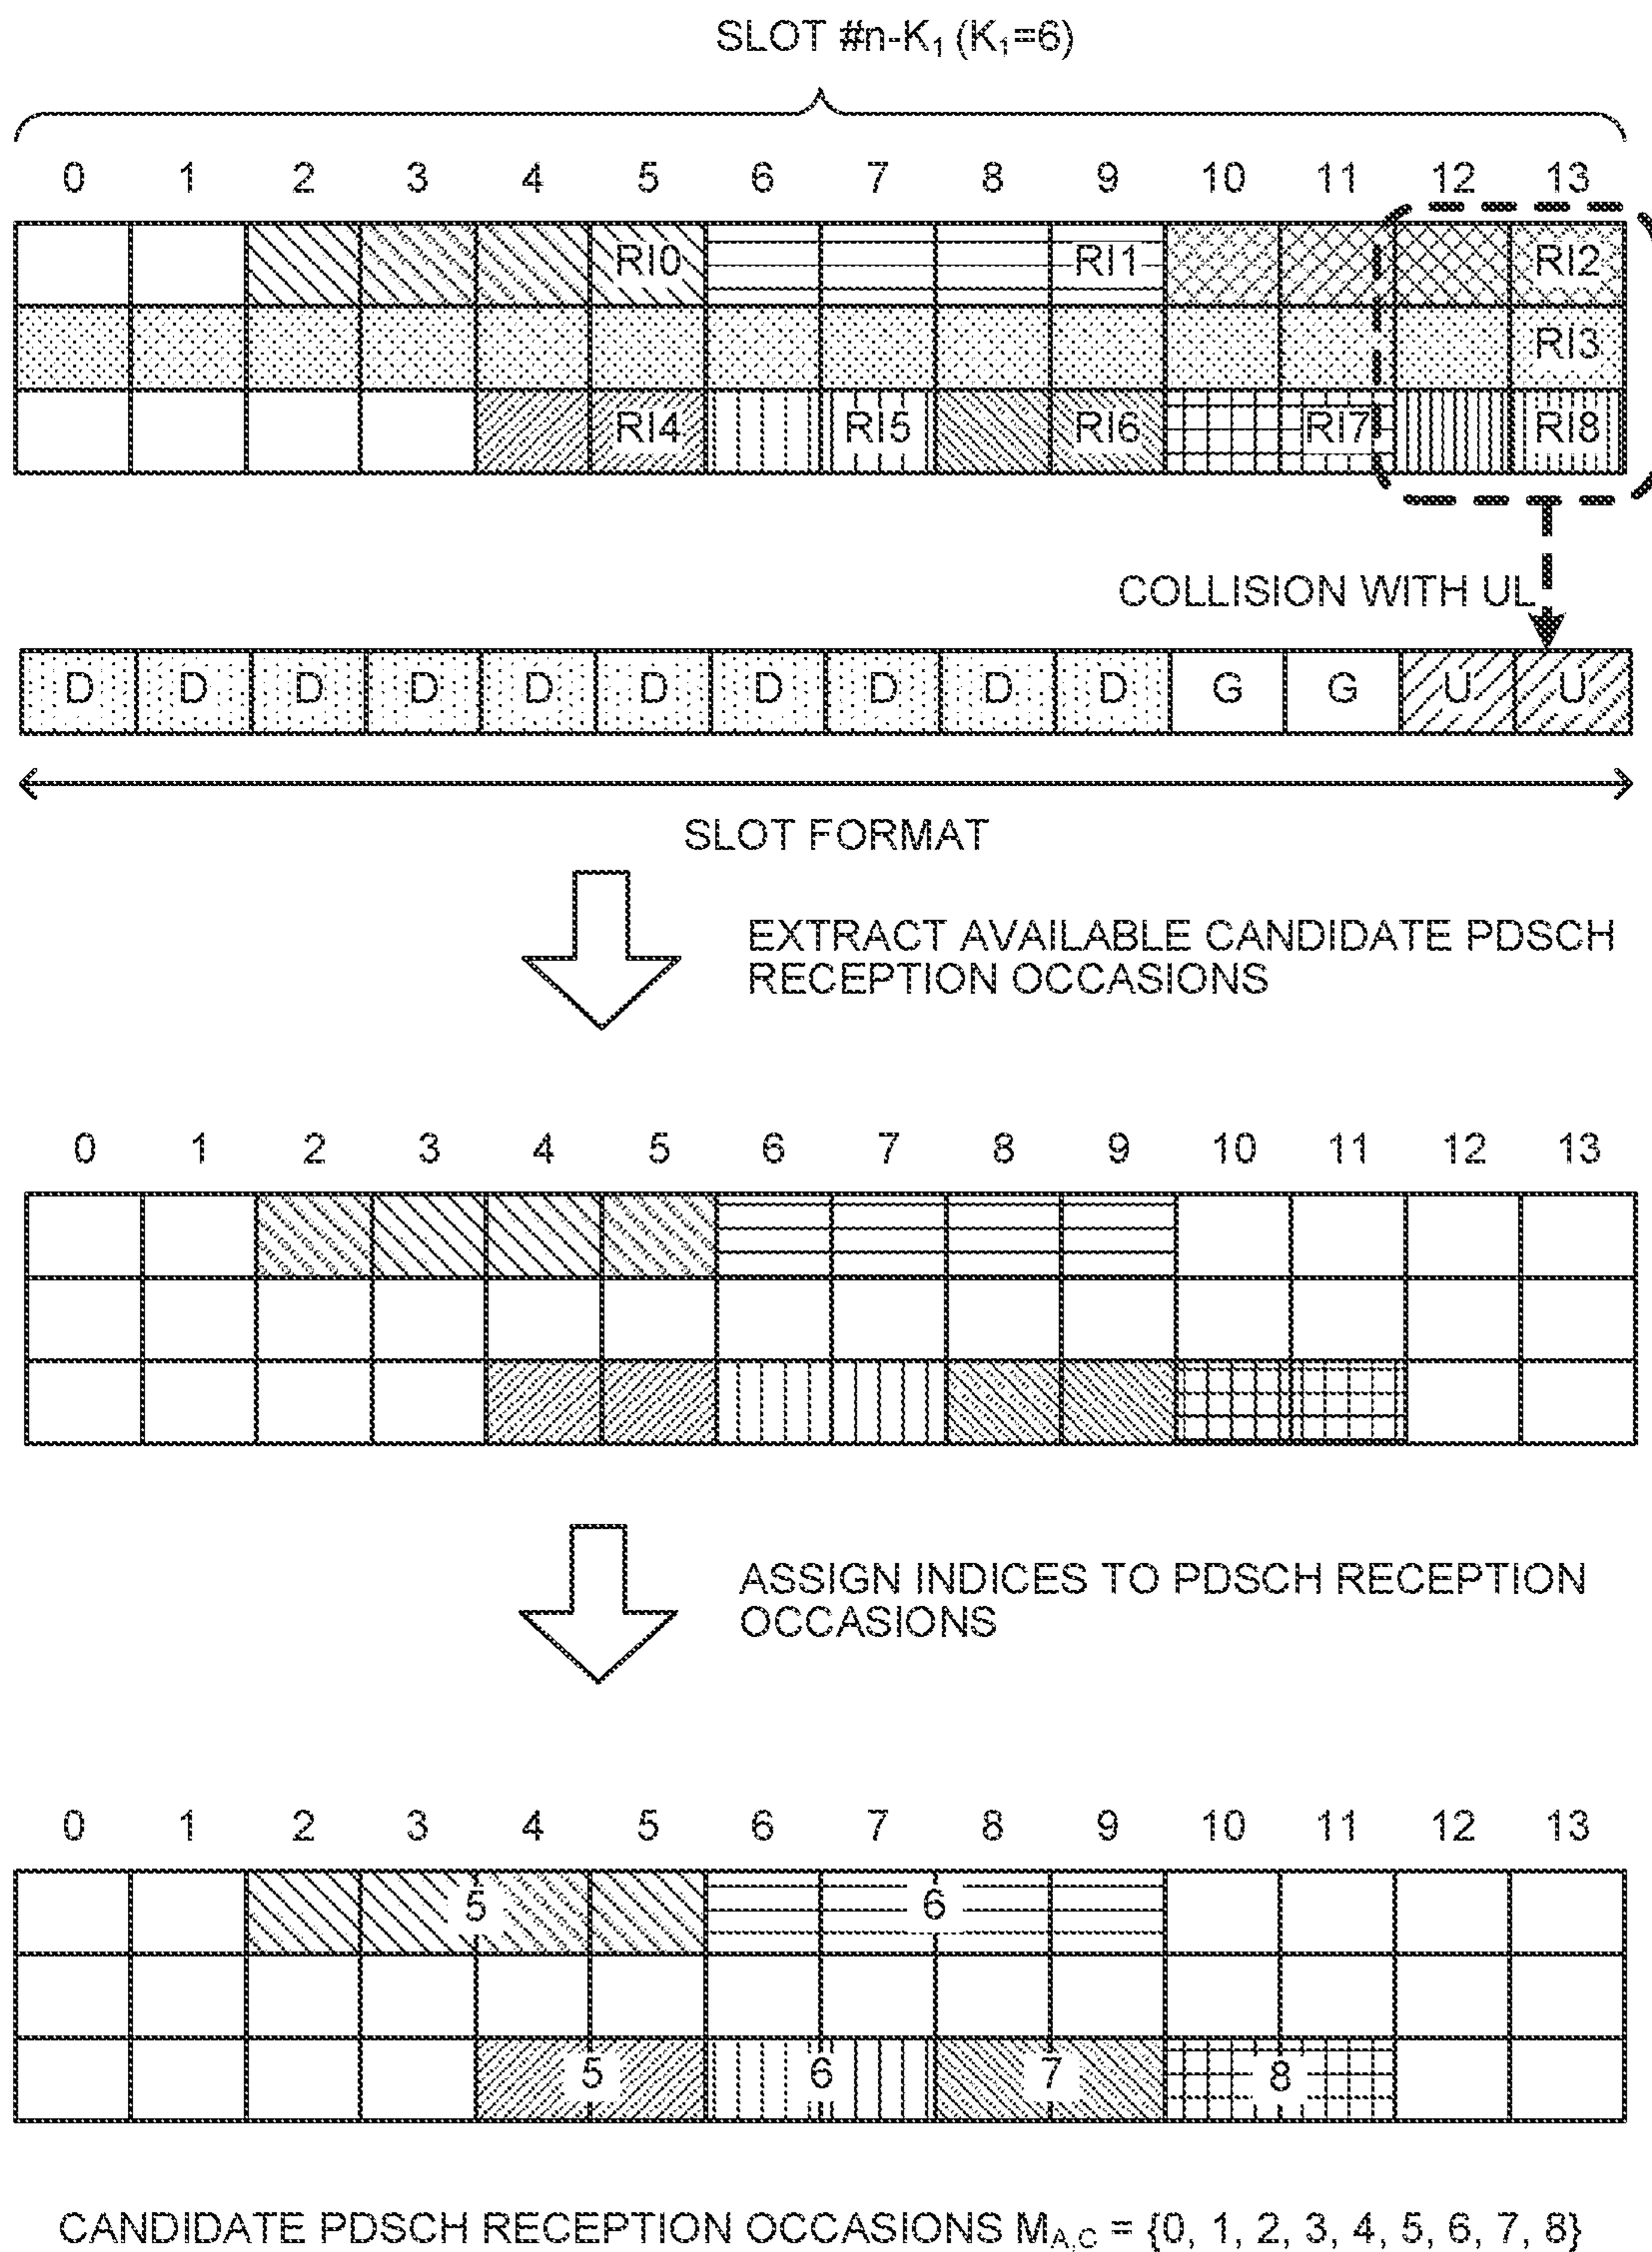 SLOT #n-K₁ (K₁=6)
0 1 2 3 4 5 6 7 8 9 10 11 12 13
RI0 RI1 RI2
RI3
RI4 RI5 RI6 RI7 RI8
COLLISION WITH UL
D D D D D D D D D D G G U U
SLOT FORMAT
EXTRACT AVAILABLE CANDIDATE PDSCH
RECEPTION OCCASIONS
0 1 2 3 4 5 6 7 8 9 10 11 12 13
ASSIGN INDICES TO PDSCH RECEPTION
OCCASIONS
0 1 2 3 4 5 6 7 8 9 10 11 12 13
5 6
5 6 7 8
CANDIDATE PDSCH RECEPTION OCCASIONS M_A,C = {0, 1, 2, 3, 4, 5, 6, 7, 8}